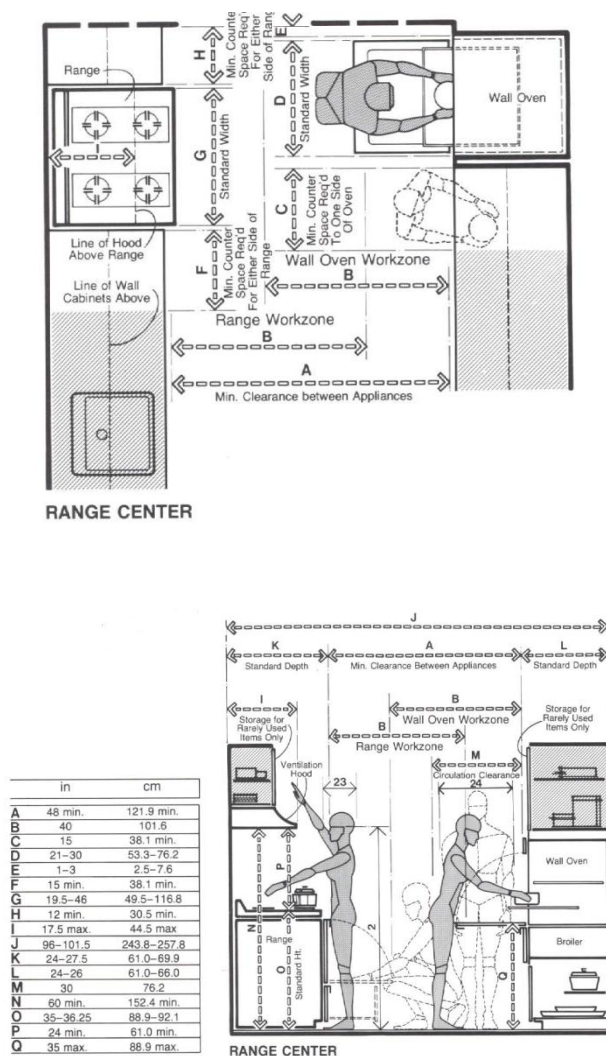 H
Min. Counter
Space Req'd
For Either
Side of Range
E
Range
D
Standard Width
Wall Oven
I
G
Standard Width
C
Min. Counter
Space Req'd
To One Side
Of Oven
Line of Hood
Above Range
F
Min. Counter
Space Req'd
For Either Side of
Range
Wall Oven Workzone
B
Line of Wall
Cabinets Above
Range Workzone
B
A
Min. Clearance between Appliances
RANGE CENTER
J
K
A
L
Standard Depth
Min. Clearance Between Appliances
Standard Depth
I
B
Storage for
Rarely Used
Items Only
Wall Oven Workzone
Storage for
Rarely Used
Items Only
B
Range Workzone
M
Ventilation
Hood
Circulation Clearance
23
24
P
Wall Oven
N
2
Range
O
Standard Ht.
Broiler
Q
RANGE CENTER
in cm
A 48 min. 121.9 min.
B 40 101.6
C 15 38.1 min.
D 21–30 53.3–76.2
E 1–3 2.5–7.6
F 15 min. 38.1 min.
G 19.5–46 49.5–116.8
H 12 min. 30.5 min.
I 17.5 max. 44.5 max
J 96–101.5 243.8–257.8
K 24–27.5 61.0–69.9
L 24–26 61.0–66.0
M 30 76.2
N 60 min. 152.4 min.
O 35–36.25 88.9–92.1
P 24 min. 61.0 min.
Q 35 max. 88.9 max.